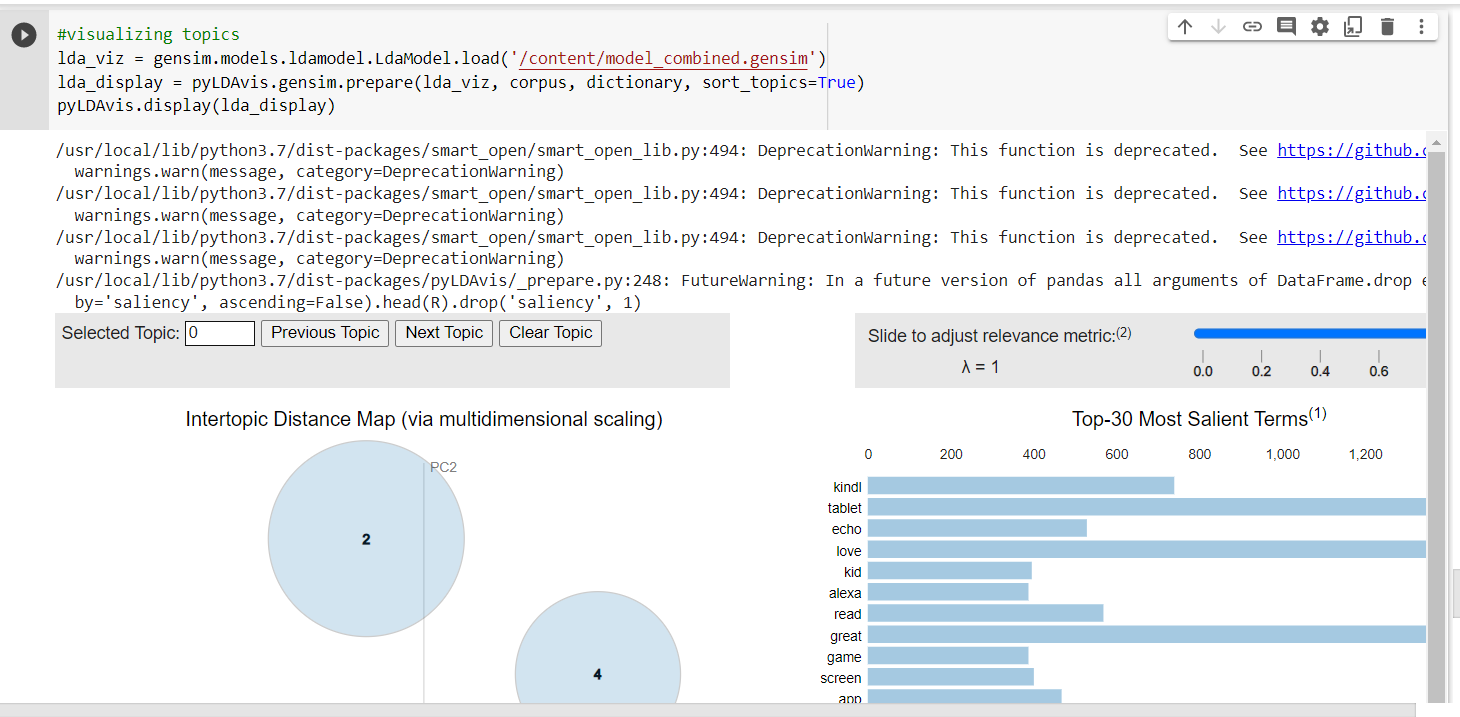 #visualizing topics
lda_viz = gensim.models.ldamodel.LdaModel.load('/content/model_combined.gensim')
lda_display = pyLDAvis.gensim.prepare(lda_viz, corpus, dictionary, sort_topics=True)
pyLDAvis.display(lda_display)
/usr/local/lib/python3.7/dist-packages/smart_open/smart_open_lib.py:494: DeprecationWarning: This function is deprecated.  See https://github.
  warnings.warn(message, category=DeprecationWarning)
/usr/local/lib/python3.7/dist-packages/smart_open/smart_open_lib.py:494: DeprecationWarning: This function is deprecated.  See https://github.
  warnings.warn(message, category=DeprecationWarning)
/usr/local/lib/python3.7/dist-packages/smart_open/smart_open_lib.py:494: DeprecationWarning: This function is deprecated.  See https://github.
  warnings.warn(message, category=DeprecationWarning)
/usr/local/lib/python3.7/dist-packages/pyLDAvis/_prepare.py:248: FutureWarning: In a future version of pandas all arguments of DataFrame.drop
  by='saliency', ascending=False).head(R).drop('saliency', 1)
Selected Topic: 0 Previous Topic Next Topic Clear Topic
Slide to adjust relevance metric:(2)
λ = 1
0.0 0.2 0.4 0.6
Intertopic Distance Map (via multidimensional scaling)
PC2
2
4
Top-30 Most Salient Terms(1)
0 200 400 600 800 1,000 1,200
kindl
tablet
echo
love
kid
alexa
read
great
game
screen
app